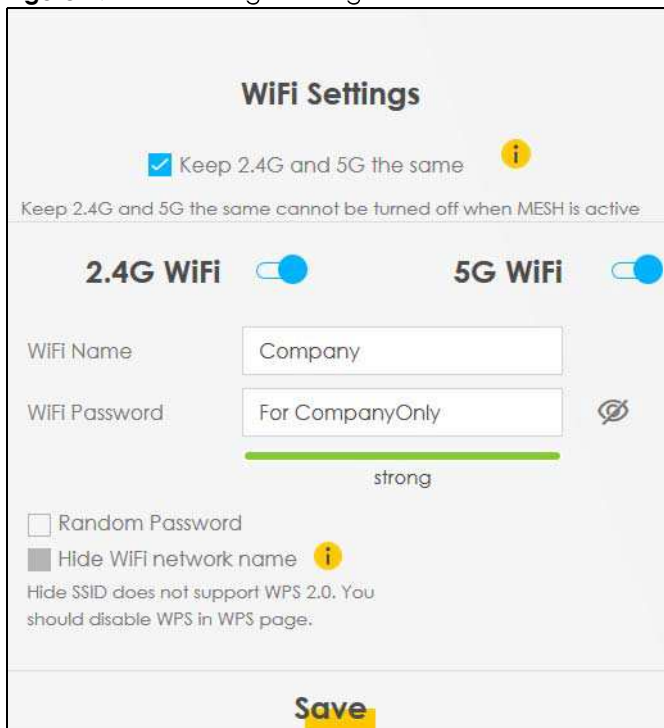 WiFi Settings
Keep 2.4G and 5G the same i
Keep 2.4G and 5G the same cannot be turned off when MESH is active
2.4G WiFi 5G WiFi
WiFi Name Company
WiFi Password For CompanyOnly
strong
Random Password
Hide WiFi network name i
Hide SSID does not support WPS 2.0. You
should disable WPS in WPS page.
Save